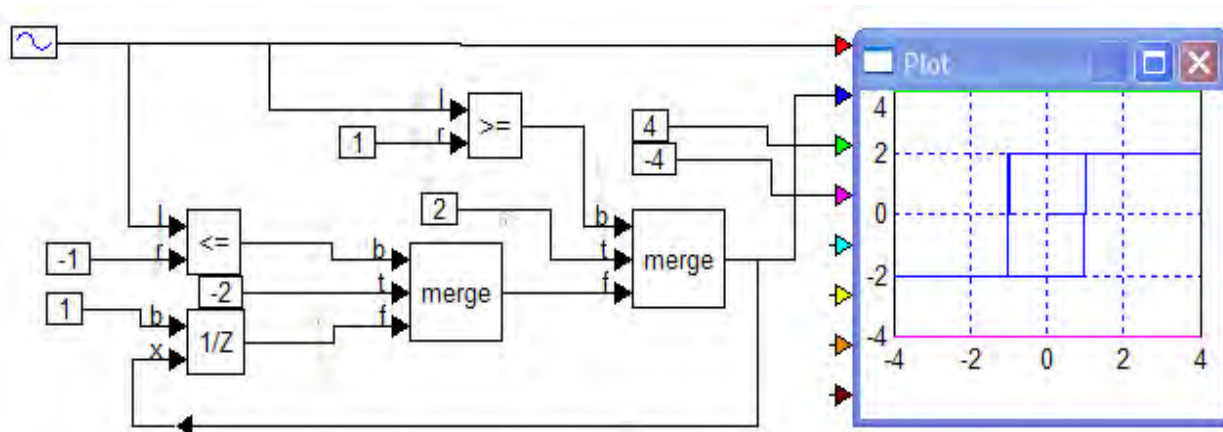 Plot
l
1 r >= 4
-4
4
2
0
-2
-4
-4 -2 0 2 4
2 b
t merge
f
l
-1 r <= b
-2 t merge
1 b f
x 1/Z